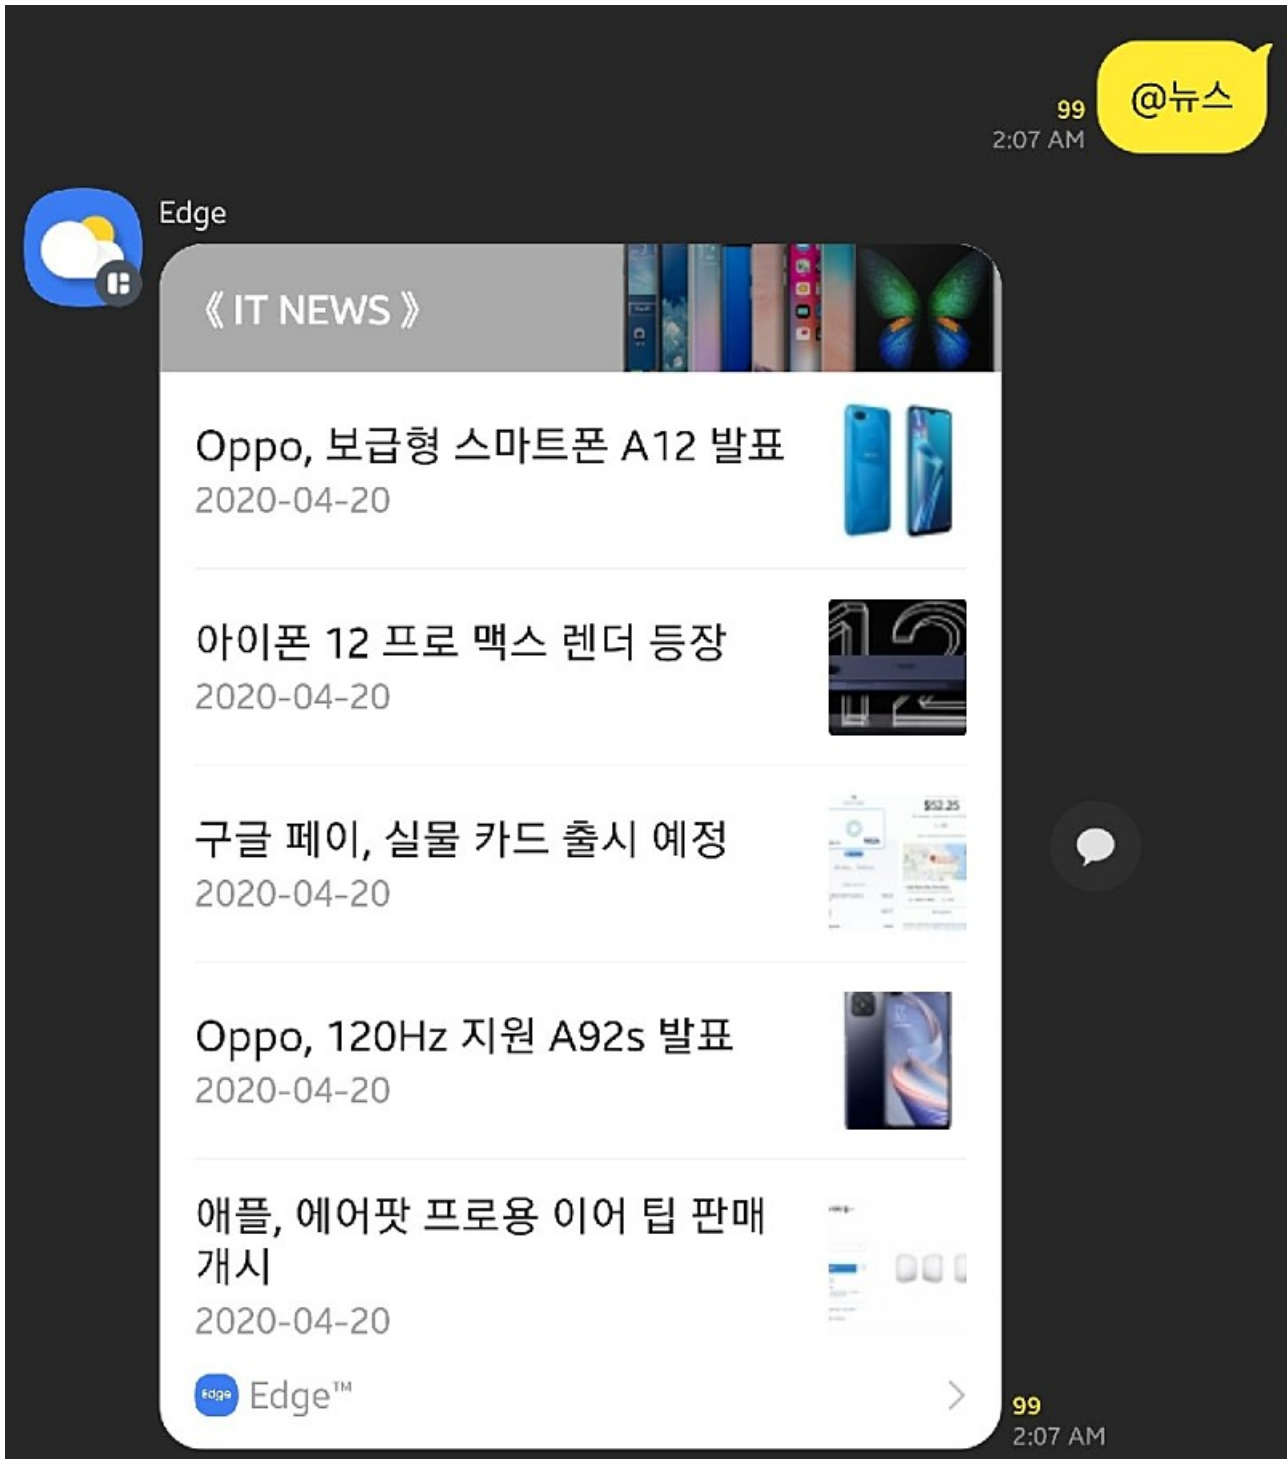 @뉴스
99
2:07 AM
Edge
《 IT NEWS 》
Oppo, 보급형 스마트폰 A12 발표
2020-04-20
아이폰 12 프로 맥스 렌더 등장
2020-04-20
12
구글 페이, 실물 카드 출시 예정
2020-04-20
$52.25
Oppo, 120Hz 지원 A92s 발표
2020-04-20
애플, 에어팟 프로용 이어 팁 판매
개시
2020-04-20
Edge Edge™
99
2:07 AM